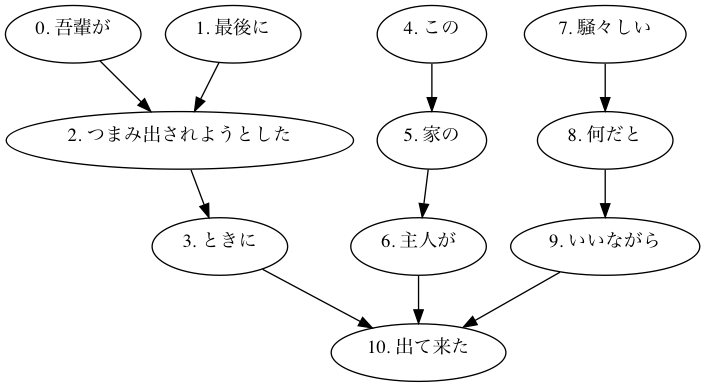 0. 吾輩が
1. 最後に
4. この
7. 騒々しい
2. つまみ出されようとした
5. 家の
8. 何だと
3. ときに
6. 主人が
9. いいながら
10. 出て来た